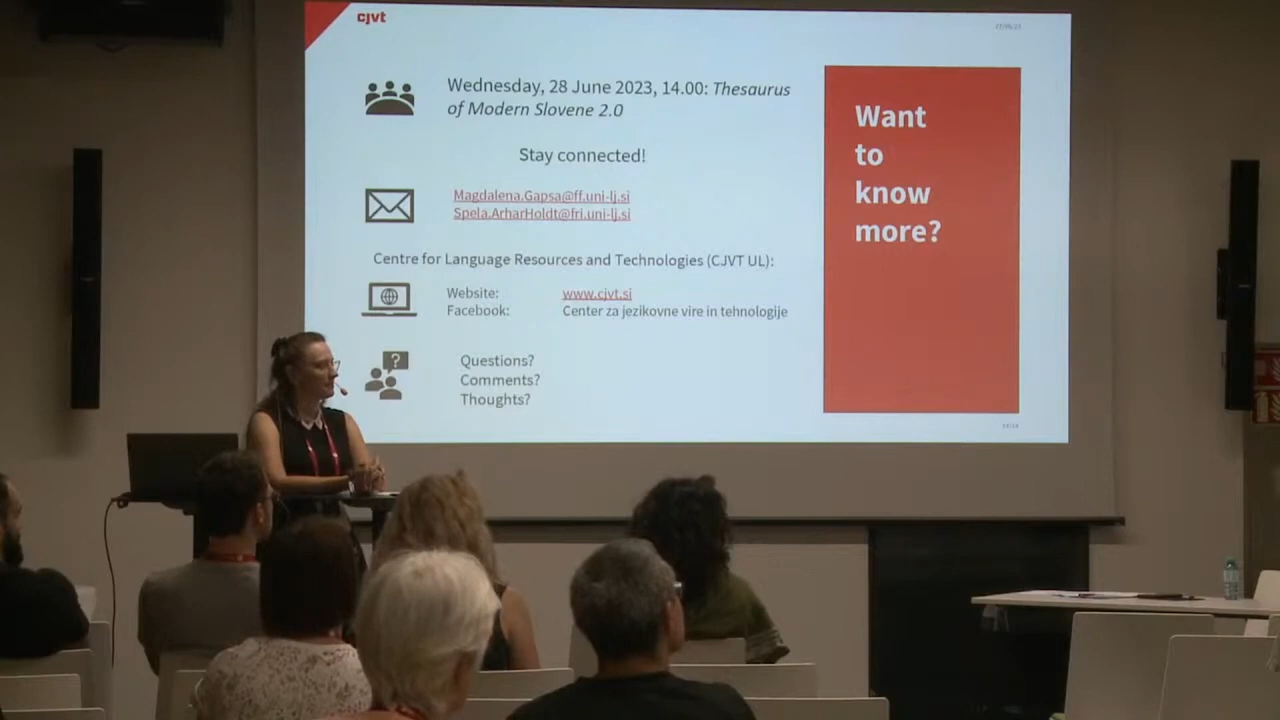 cjvt
Wednesday, 28 June 2023, 14.00: Thesaurus
of Modern Slovene 2.0
Stay connected!
Magdalena.Gapsa@ff.uni-lj.si
Spela.ArharHoldt@fri.uni-lj.si
Centre for Language Resources and Technologies (CJVT UL):
Website: www.cjvt.si
Facebook: Center za jezikovne vire in tehnologije
Questions?
Comments?
Thoughts?
Want
to
know
more?